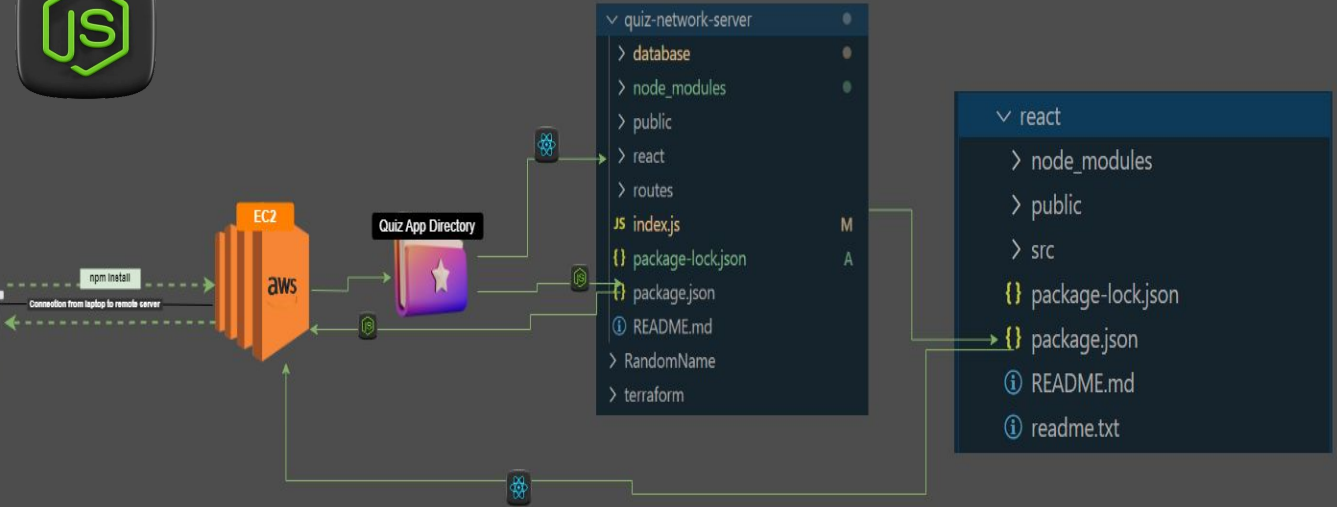 JS
npm install
Connection from laptop to remote server
EC2
aws
Quiz App Directory
quiz-network-server
database
node_modules
public
react
routes
JS index.js M
{} package-lock.json A
{} package.json
README.md
RandomName
terraform
react
node_modules
public
src
{} package-lock.json
{} package.json
README.md
readme.txt